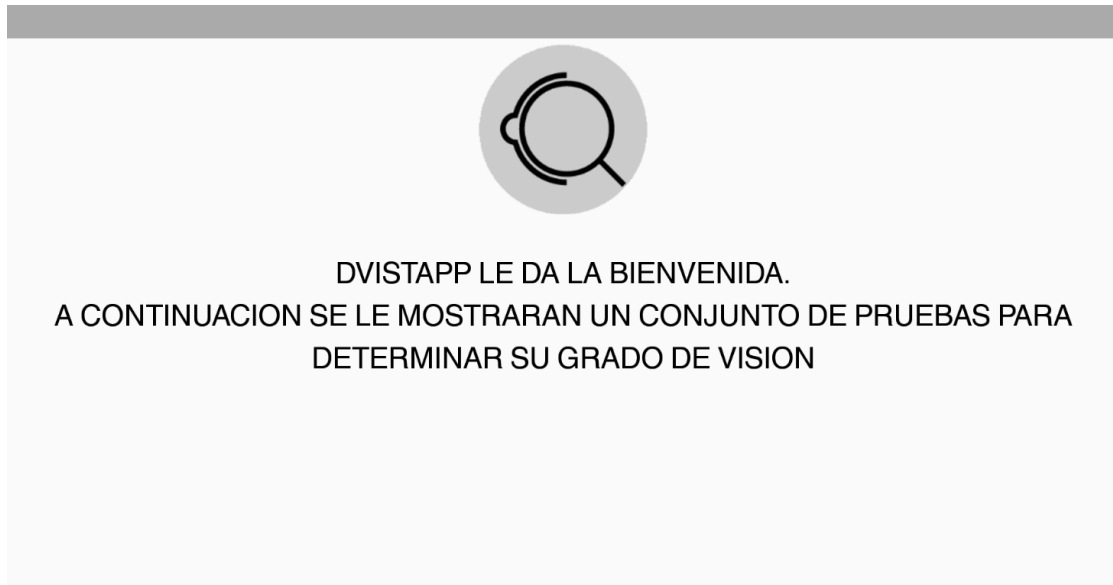 DVISTAPP LE DA LA BIENVENIDA.
A CONTINUACION SE LE MOSTRARAN UN CONJUNTO DE PRUEBAS PARA
DETERMINAR SU GRADO DE VISION